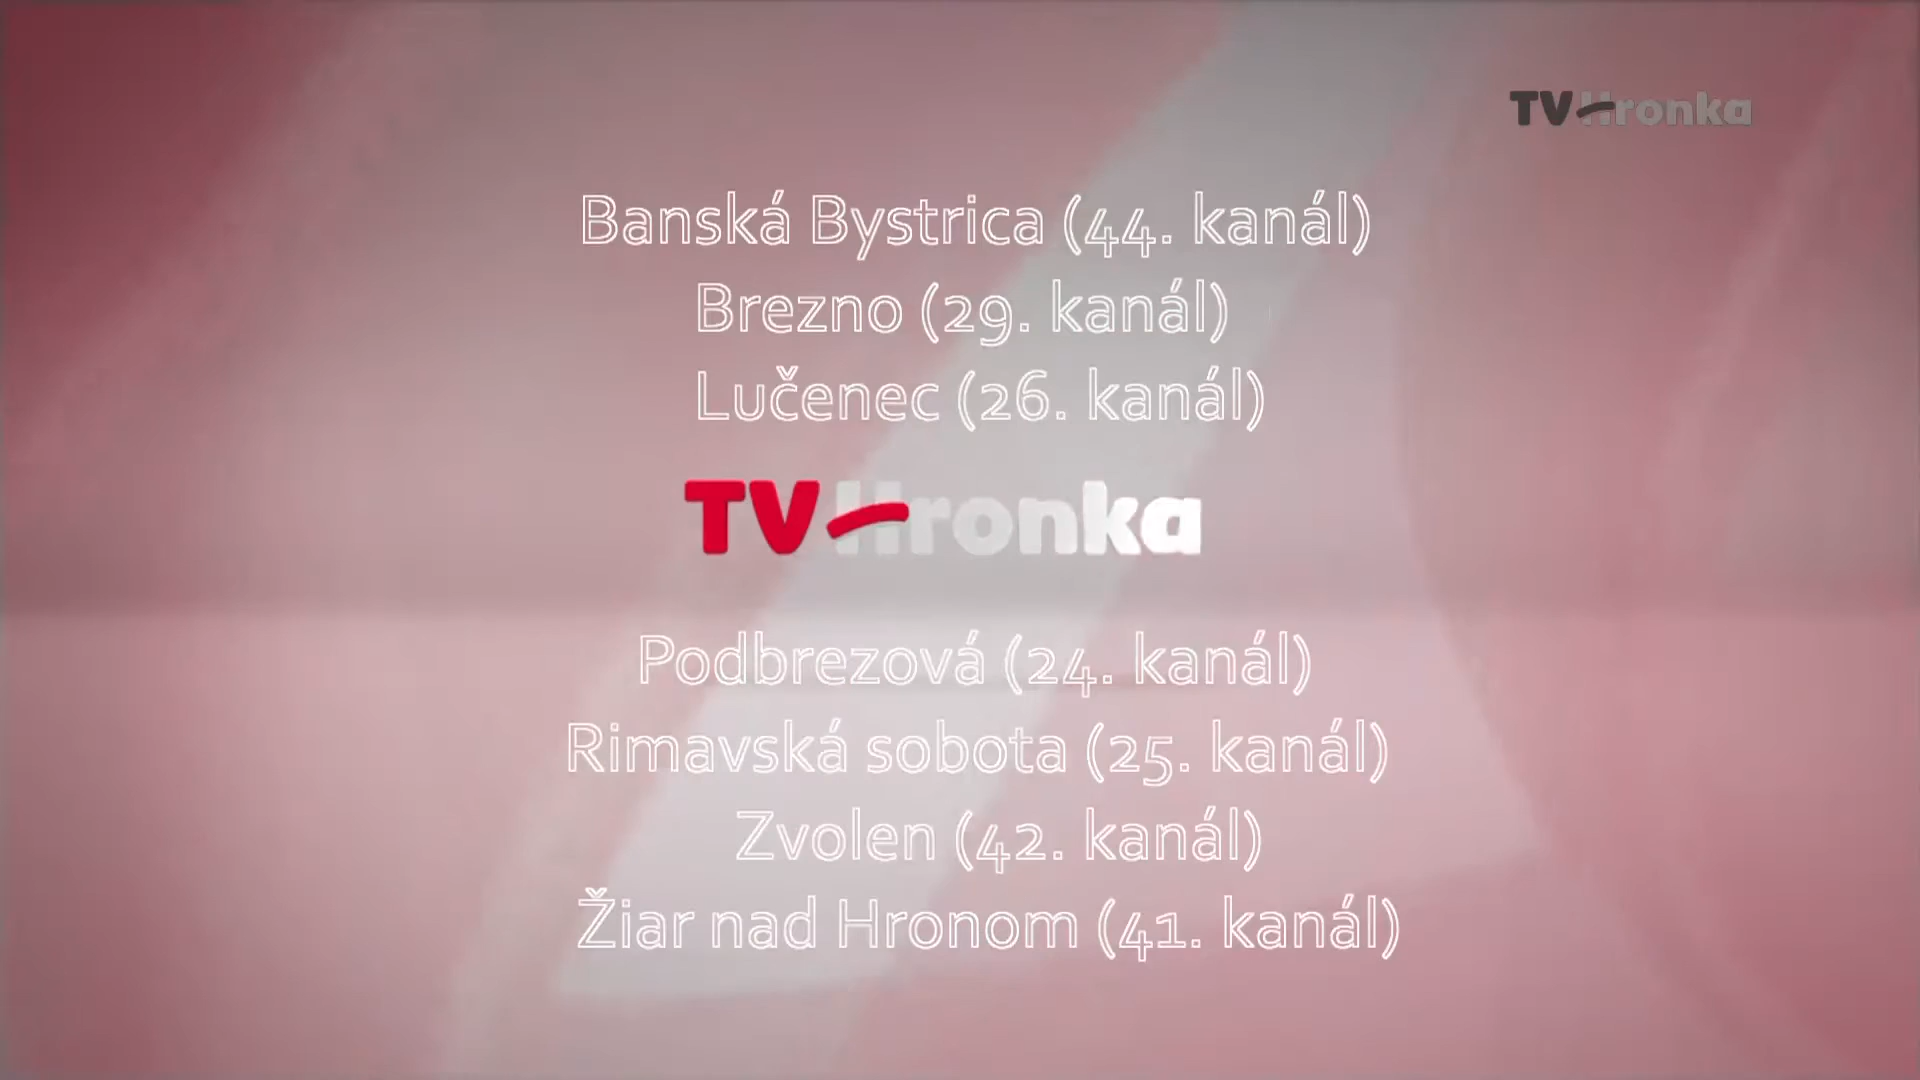 TV Hronka
Banská Bystrica (44. kanál)
Brezno (29. kanál)
Lučenec (26. kanál)
TV Hronka
Podbrezová (24. kanál)
Rimavská sobota (25. kanál)
Zvolen (42. kanál)
Žiar nad Hronom (41. kanál)